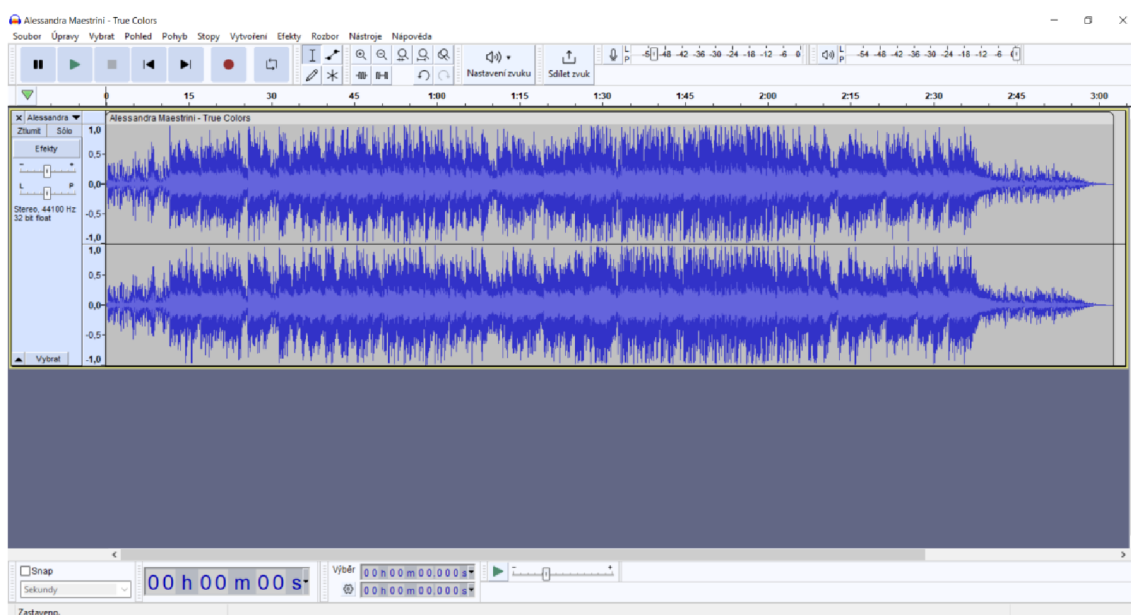 Alessandra Maestrini - True Colors
Soubor Úpravy Vybrat Pohled Pohyb Stopy Vytvoření Efekty Rozbor Nástroje Nápověda
Nastavení zvuku
Sdílet zvuk
L
P
-48 -42 -36 -30 -24 -18 -12 -6 0
L
P
-54 -48 -42 -36 -30 -24 -18 -12 -6 0
0 15 30 45 1:00 1:15 1:30 1:45 2:00 2:15 2:30 2:45 3:00
Alessandra
Alessandra Maestrini - True Colors
Ztlumit Sólo
Efekty
- +
L P
Stereo, 44100 Hz
32 bit float
1,0
0,5
0,0
-0,5
-1,0
1,0
0,5
0,0
-0,5
-1,0
Vybrat
Snap
Sekundy
00 h 00 m 00 s
Výběr
00 h 00 m 00,000 s
00 h 00 m 00,000 s
- +
Zastaveno.